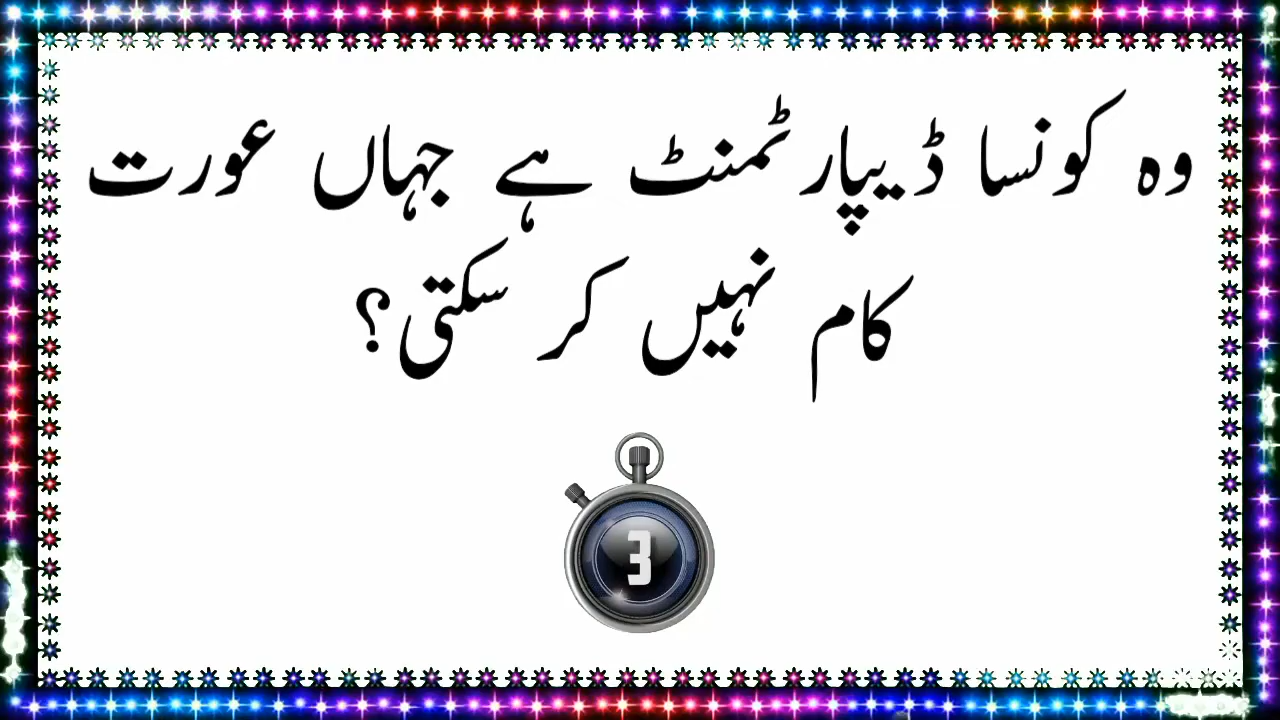 وہ کونسا ڈیپارٹمنٹ ہے جہاں عورت
کام نہیں کر سکتی؟
3